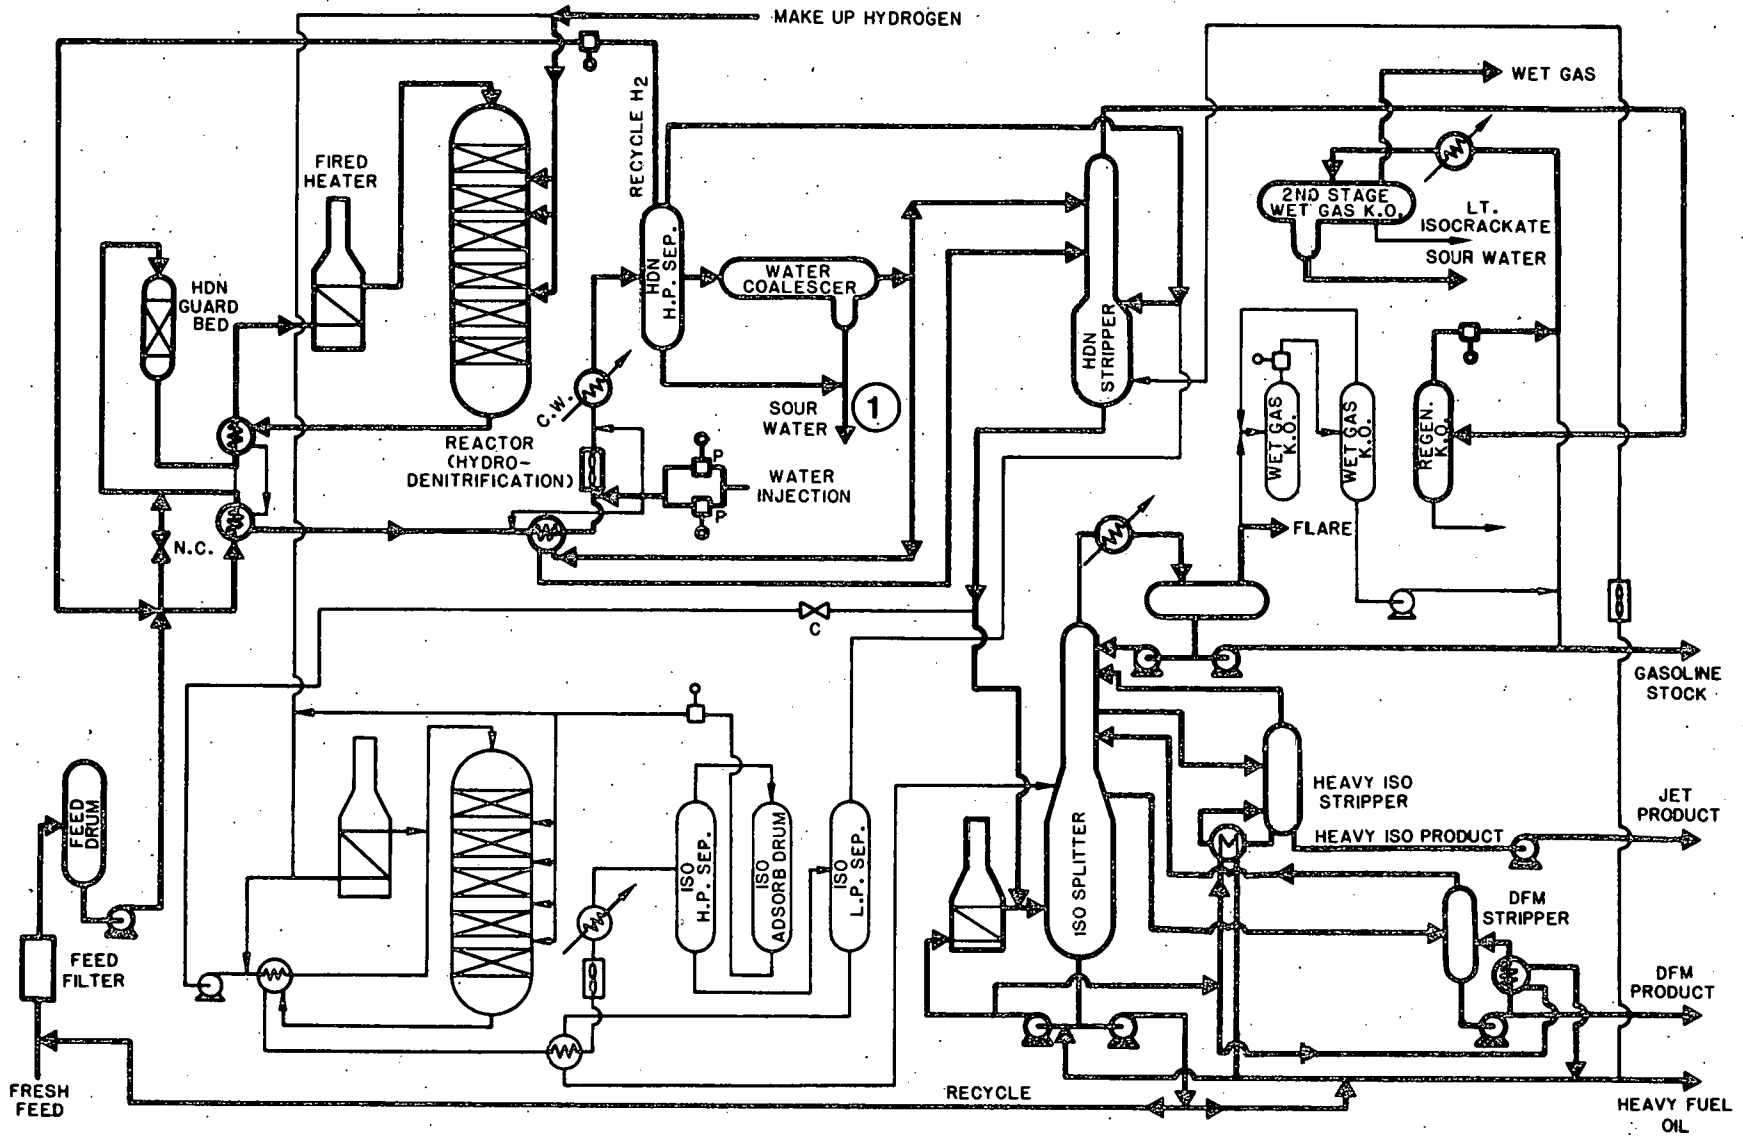 MAKE UP HYDROGEN
RECYCLE H2
WET GAS
FIRED
HEATER
2ND STAGE
WET GAS K.O.
LT.
ISOCRACKATE
SOUR WATER
HDN
GUARD
BED
HDN
H.P. SEP.
WATER
COALESCER
HDN
STRIPPER
C.W.
SOUR
WATER
1
WET GAS
K.O.
WET GAS
K.O.
REGEN.
K.O.
REACTOR
(HYDRO-
DENITRIFICATION)
P
WATER
INJECTION
P
FLARE
N.C.
C
GASOLINE
STOCK
FEED
DRUM
HEAVY ISO
STRIPPER
JET
PRODUCT
HEAVY ISO PRODUCT
M
ISO
H.P. SEP.
ISO
ADSORB DRUM
ISO
L.P. SEP.
ISO SPLITTER
DFM
STRIPPER
FEED
FILTER
DFM
PRODUCT
FRESH
FEED
RECYCLE
HEAVY FUEL
OIL